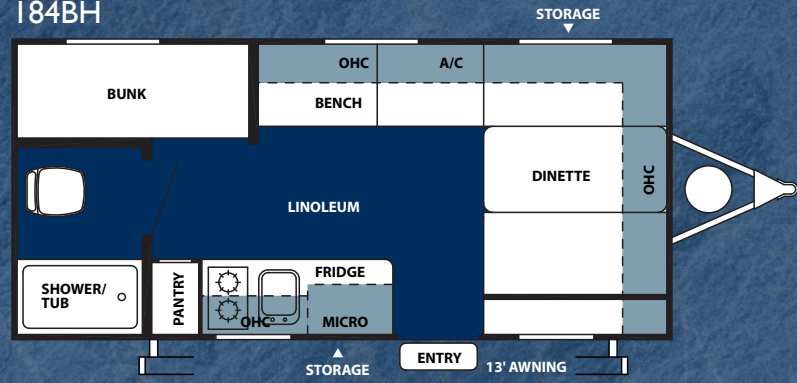 184BH
STORAGE
OHC
A/C
BUNK
BENCH
DINETTE
OHC
LINOLEUM
FRIDGE
SHOWER/
TUB
PANTRY
OHC
MICRO
STORAGE
ENTRY
13' AWNING